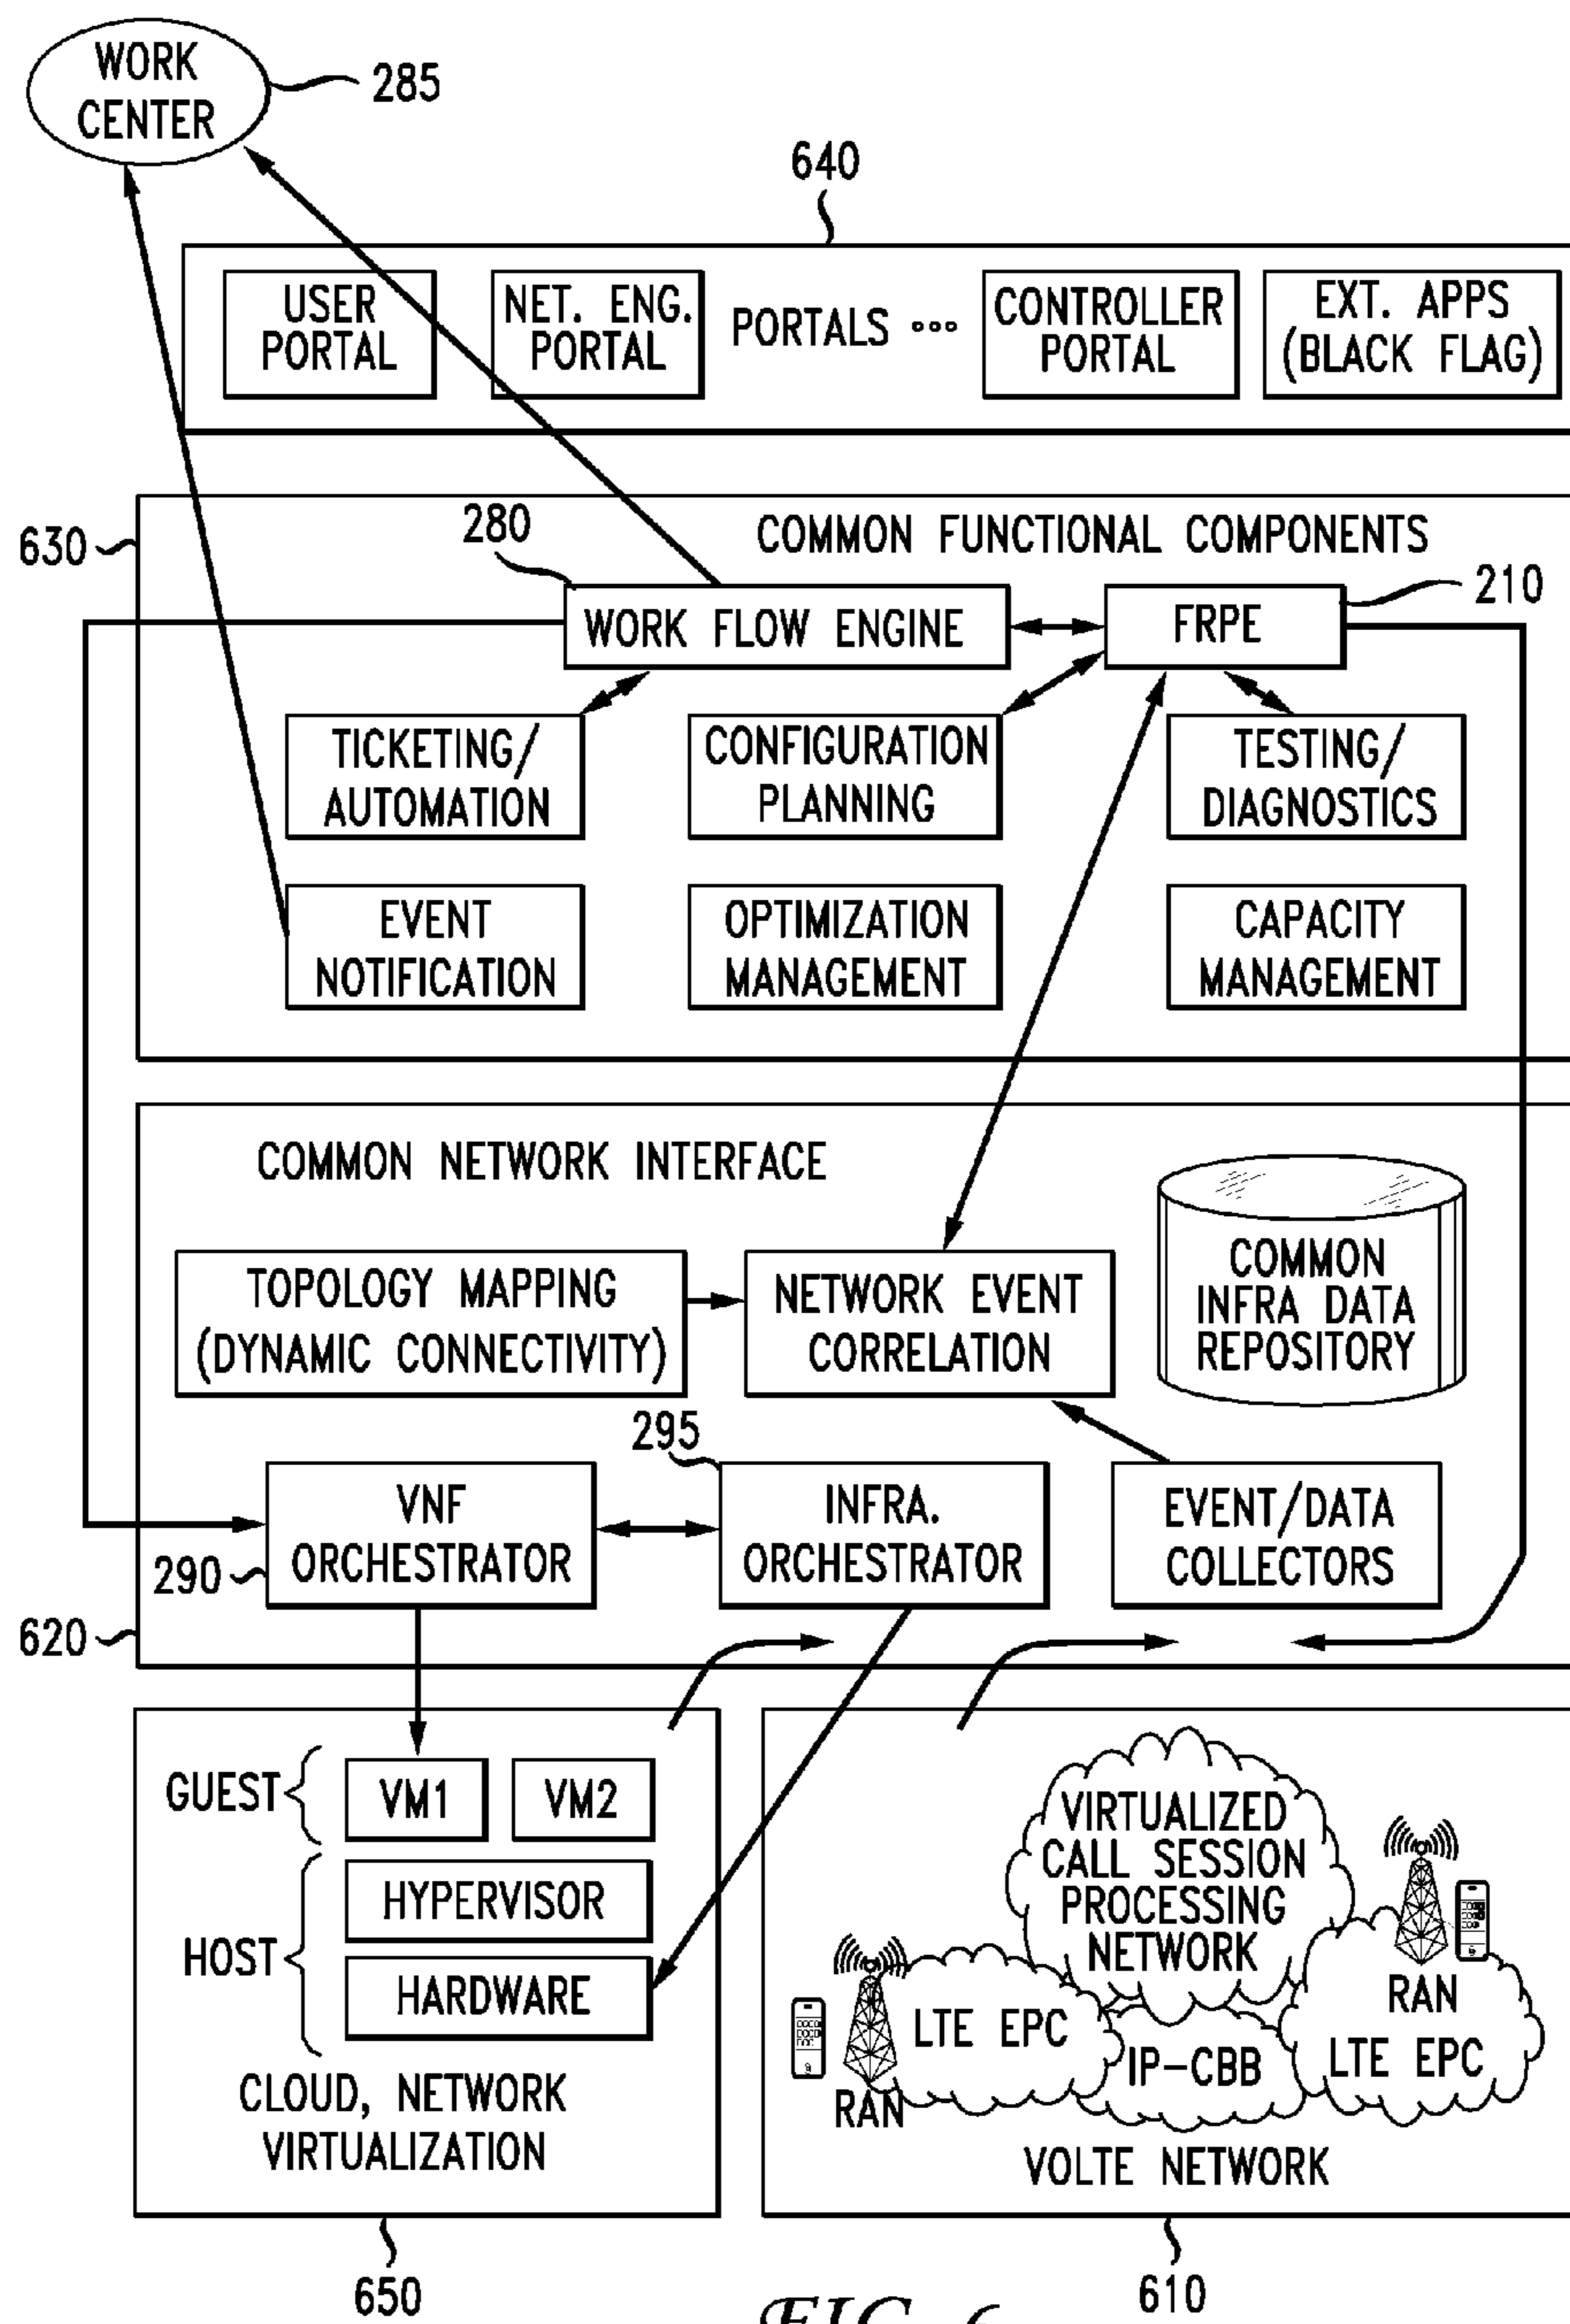 WORK
CENTER
285
640
USER
PORTAL
NET. ENG.
PORTAL
PORTALS ...
CONTROLLER
PORTAL
EXT. APPS
(BLACK FLAG)
630
280
COMMON FUNCTIONAL COMPONENTS
210
WORK FLOW ENGINE
FRPE
TICKETING/
AUTOMATION
CONFIGURATION
PLANNING
TESTING/
DIAGNOSTICS
EVENT
NOTIFICATION
OPTIMIZATION
MANAGEMENT
CAPACITY
MANAGEMENT
COMMON NETWORK INTERFACE
TOPOLOGY MAPPING
(DYNAMIC CONNECTIVITY)
NETWORK EVENT
CORRELATION
COMMON
INFRA DATA
REPOSITORY
295
VNF
ORCHESTRATOR
290
INFRA.
ORCHESTRATOR
EVENT/DATA
COLLECTORS
620
GUEST
VM1
VM2
HOST
HYPERVISOR
HARDWARE
CLOUD, NETWORK
VIRTUALIZATION
VIRTUALIZED
CALL SESSION
PROCESSING
NETWORK
RAN
LTE EPC
IP-CBB
RAN
LTE EPC
VOLTE NETWORK
650
610
FIG. 6